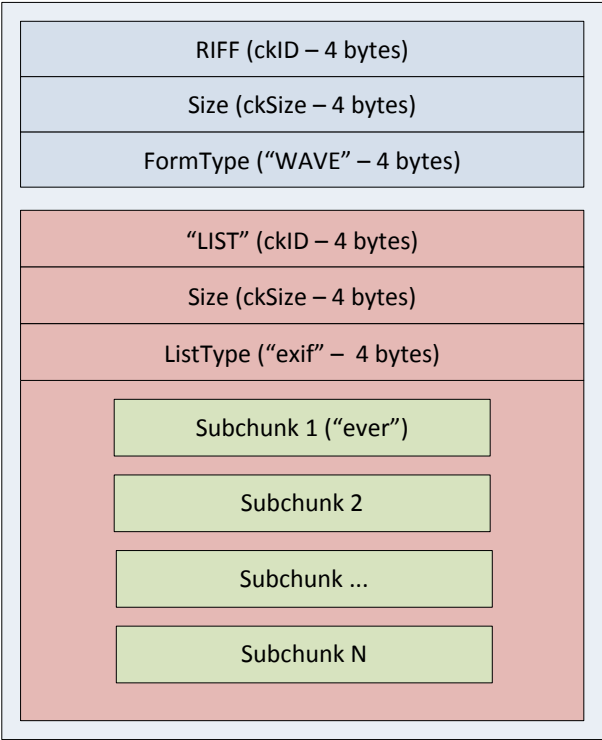 RIFF (ckID – 4 bytes)
Size (ckSize – 4 bytes)
FormType (“WAVE” – 4 bytes)
“LIST” (ckID – 4 bytes)
Size (ckSize – 4 bytes)
ListType (“exif” –  4 bytes)
Subchunk 1 (“ever”)
Subchunk 2
Subchunk ...
Subchunk N